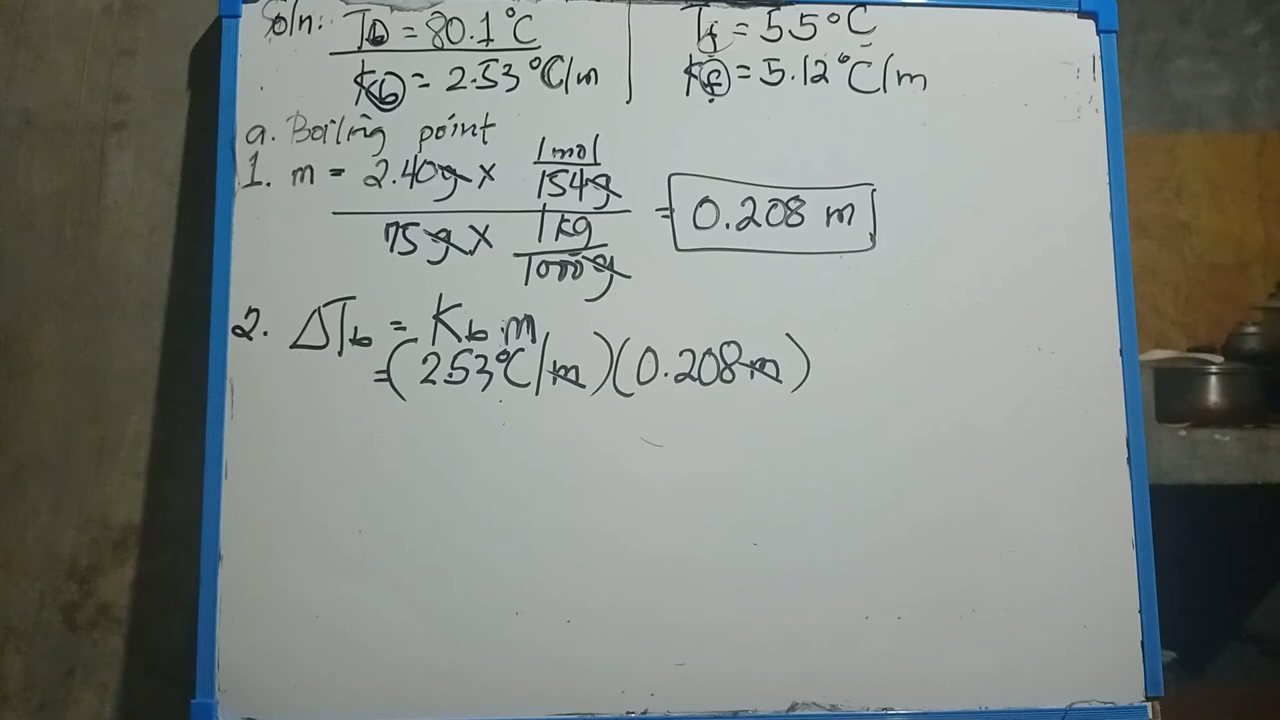 Soln: Tb = 80.1°C Tf = 5.5°C
Kb = 2.53°C/m Kf = 5.12°C/m
a. Boiling point
1. m = 2.40g x 1mol/154g
75g x 1kg/1000g = 0.208 m
2. ΔTb = Kb.m
=(2.53°C/m)(0.208m)